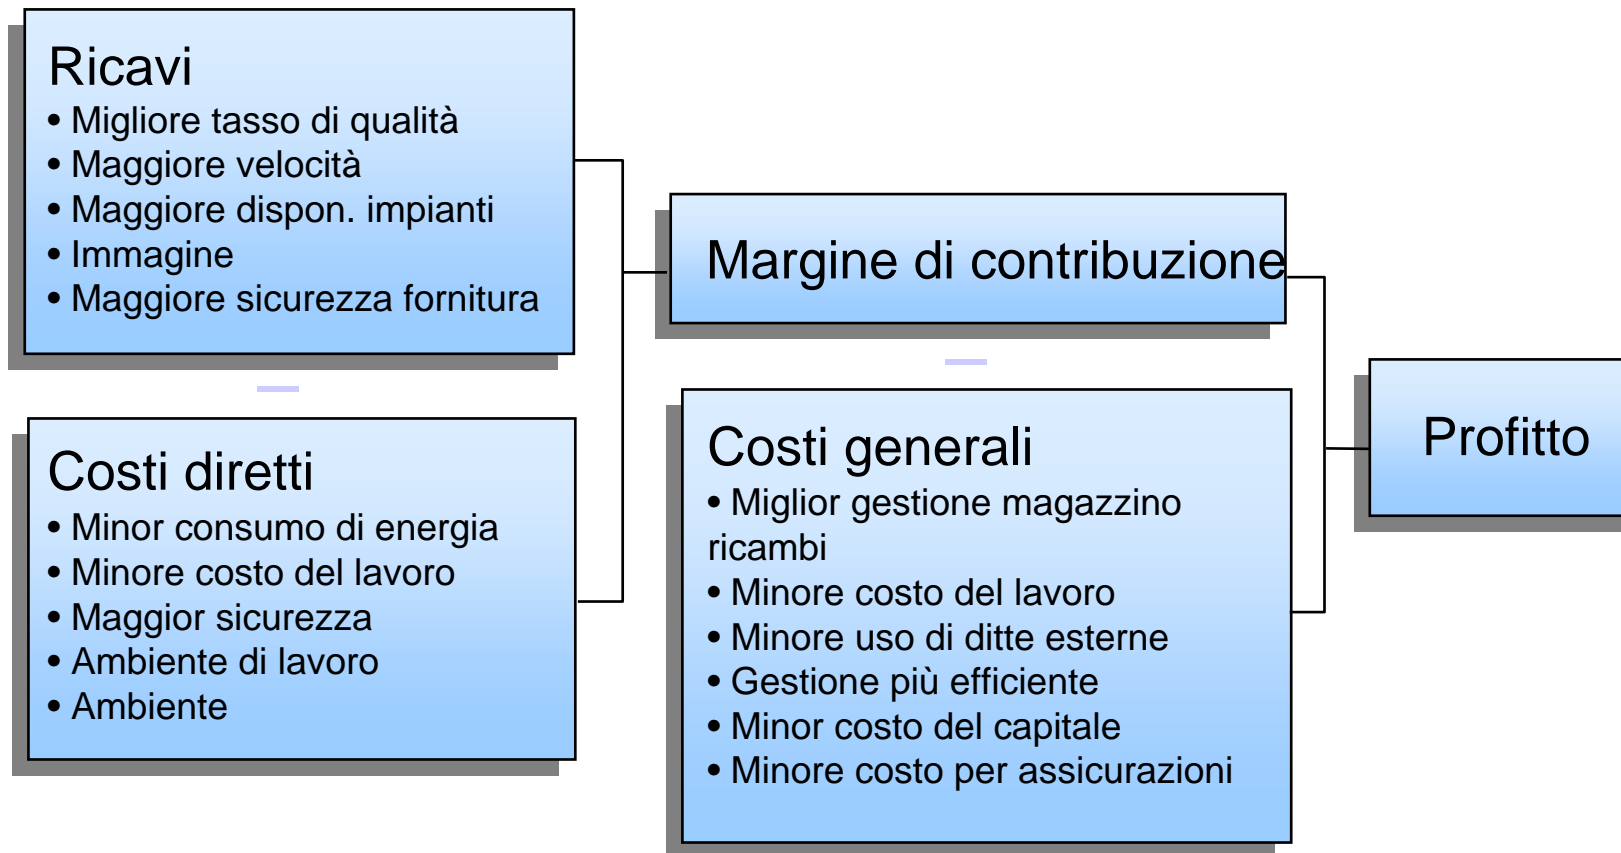 Ricavi
• Migliore tasso di qualità
• Maggiore velocità
• Maggiore dispon. impianti
• Immagine
• Maggiore sicurezza fornitura
Costi diretti
• Minor consumo di energia
• Minore costo del lavoro
• Maggior sicurezza
• Ambiente di lavoro
• Ambiente
Margine di contribuzione
Costi generali
• Miglior gestione magazzino
ricambi
• Minore costo del lavoro
• Minore uso di ditte esterne
• Gestione più efficiente
• Minor costo del capitale
• Minore costo per assicurazioni
Profitto